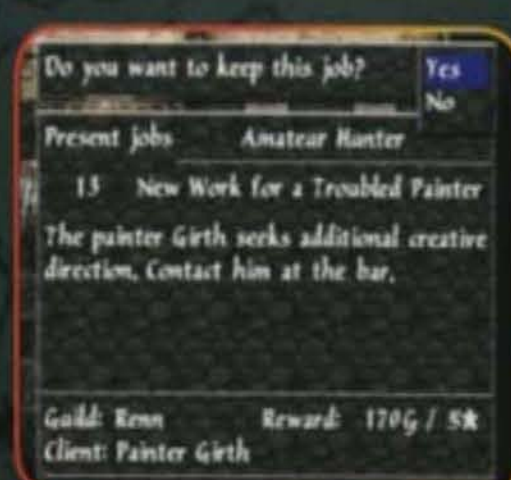 Do you want to keep this job?
Yes
No
Present jobs Amatear Hunter
13 New Work for a Troubled Painter
The painter Girth seeks additional creative
direction. Contact him at the bar.
Guild: Renn Reward: 170G / 5★
Client: Painter Girth